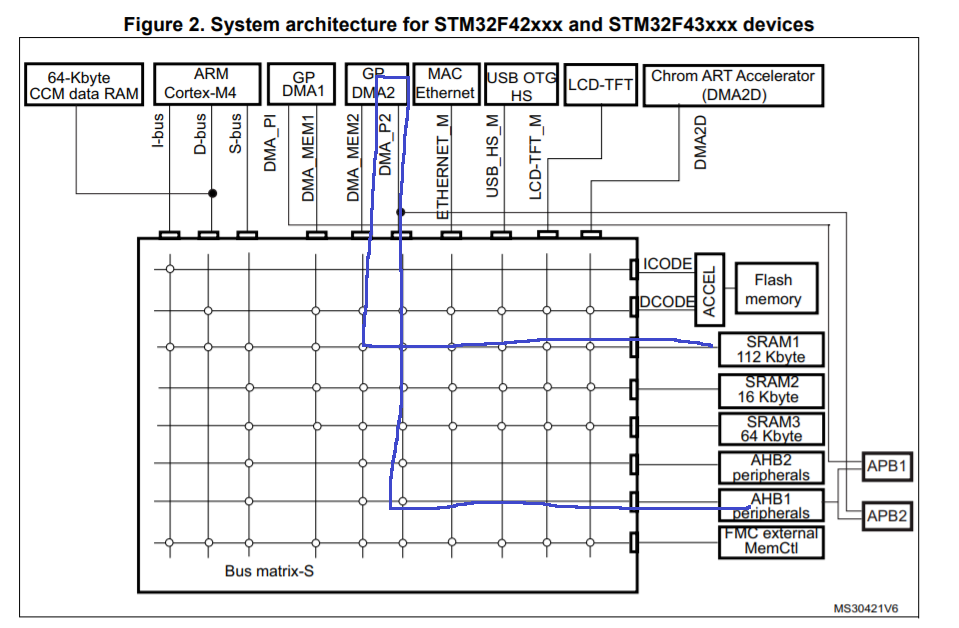 Figure 2. System architecture for STM32F42xxx and STM32F43xxx devices
64-Kbyte
CCM data RAM
ARM
Cortex-M4
GP
DMA1
GP
DMA2
MAC
Ethernet
USB OTG
HS
LCD-TFT
Chrom ART Accelerator
(DMA2D)
I-bus
D-bus
S-bus
DMA_PI
DMA_MEM1
DMA_MEM2
DMA_P2
ETHERNET_M
USB_HS_M
LCD-TFT_M
DMA2D
ICODE
DCODE
ACCEL
Flash
memory
SRAM1
112 Kbyte
SRAM2
16 Kbyte
SRAM3
64 Kbyte
AHB2
peripherals
AHB1
peripherals
FMC external
MemCtl
APB1
APB2
Bus matrix-S
MS30421V6